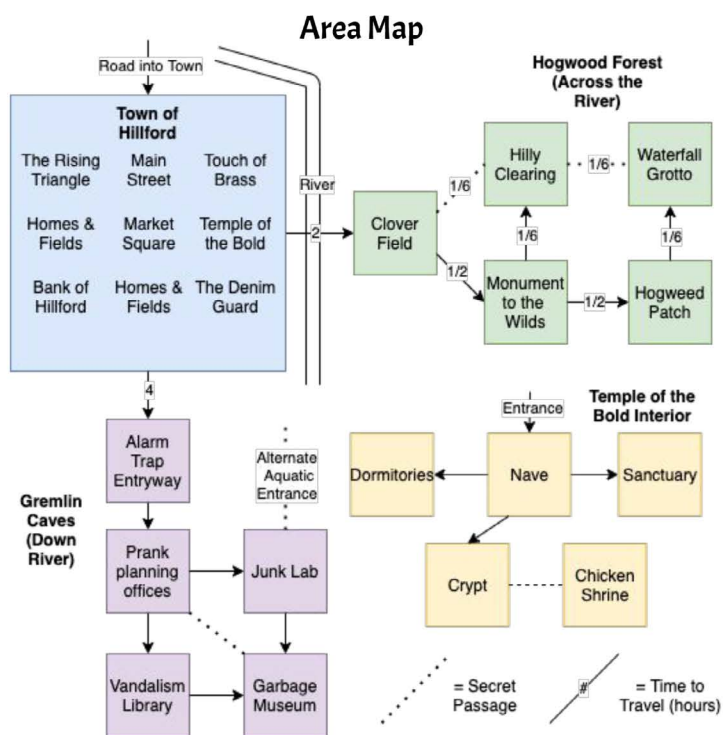 Area Map
Road into Town
Town of
Hillford
The Rising
Triangle
Main
Street
Touch of
Brass
Homes &
Fields
Market
Square
Temple of
the Bold
Bank of
Hillford
Homes &
Fields
The Denim
Guard
River
2
4
Hogwood Forest
(Across the
River)
Clover
Field
1/6
Hilly
Clearing
1/6
Waterfall
Grotto
1/2
1/6
1/6
Monument
to the
Wilds
1/2
Hogweed
Patch
Gremlin
Caves
(Down
River)
Alarm
Trap
Entryway
Alternate
Aquatic
Entrance
Prank
planning
offices
Junk Lab
Vandalism
Library
Garbage
Museum
Temple of the
Bold Interior
Entrance
Dormitories
Nave
Sanctuary
Crypt
Chicken
Shrine
= Secret
Passage
#
= Time to
Travel (hours)